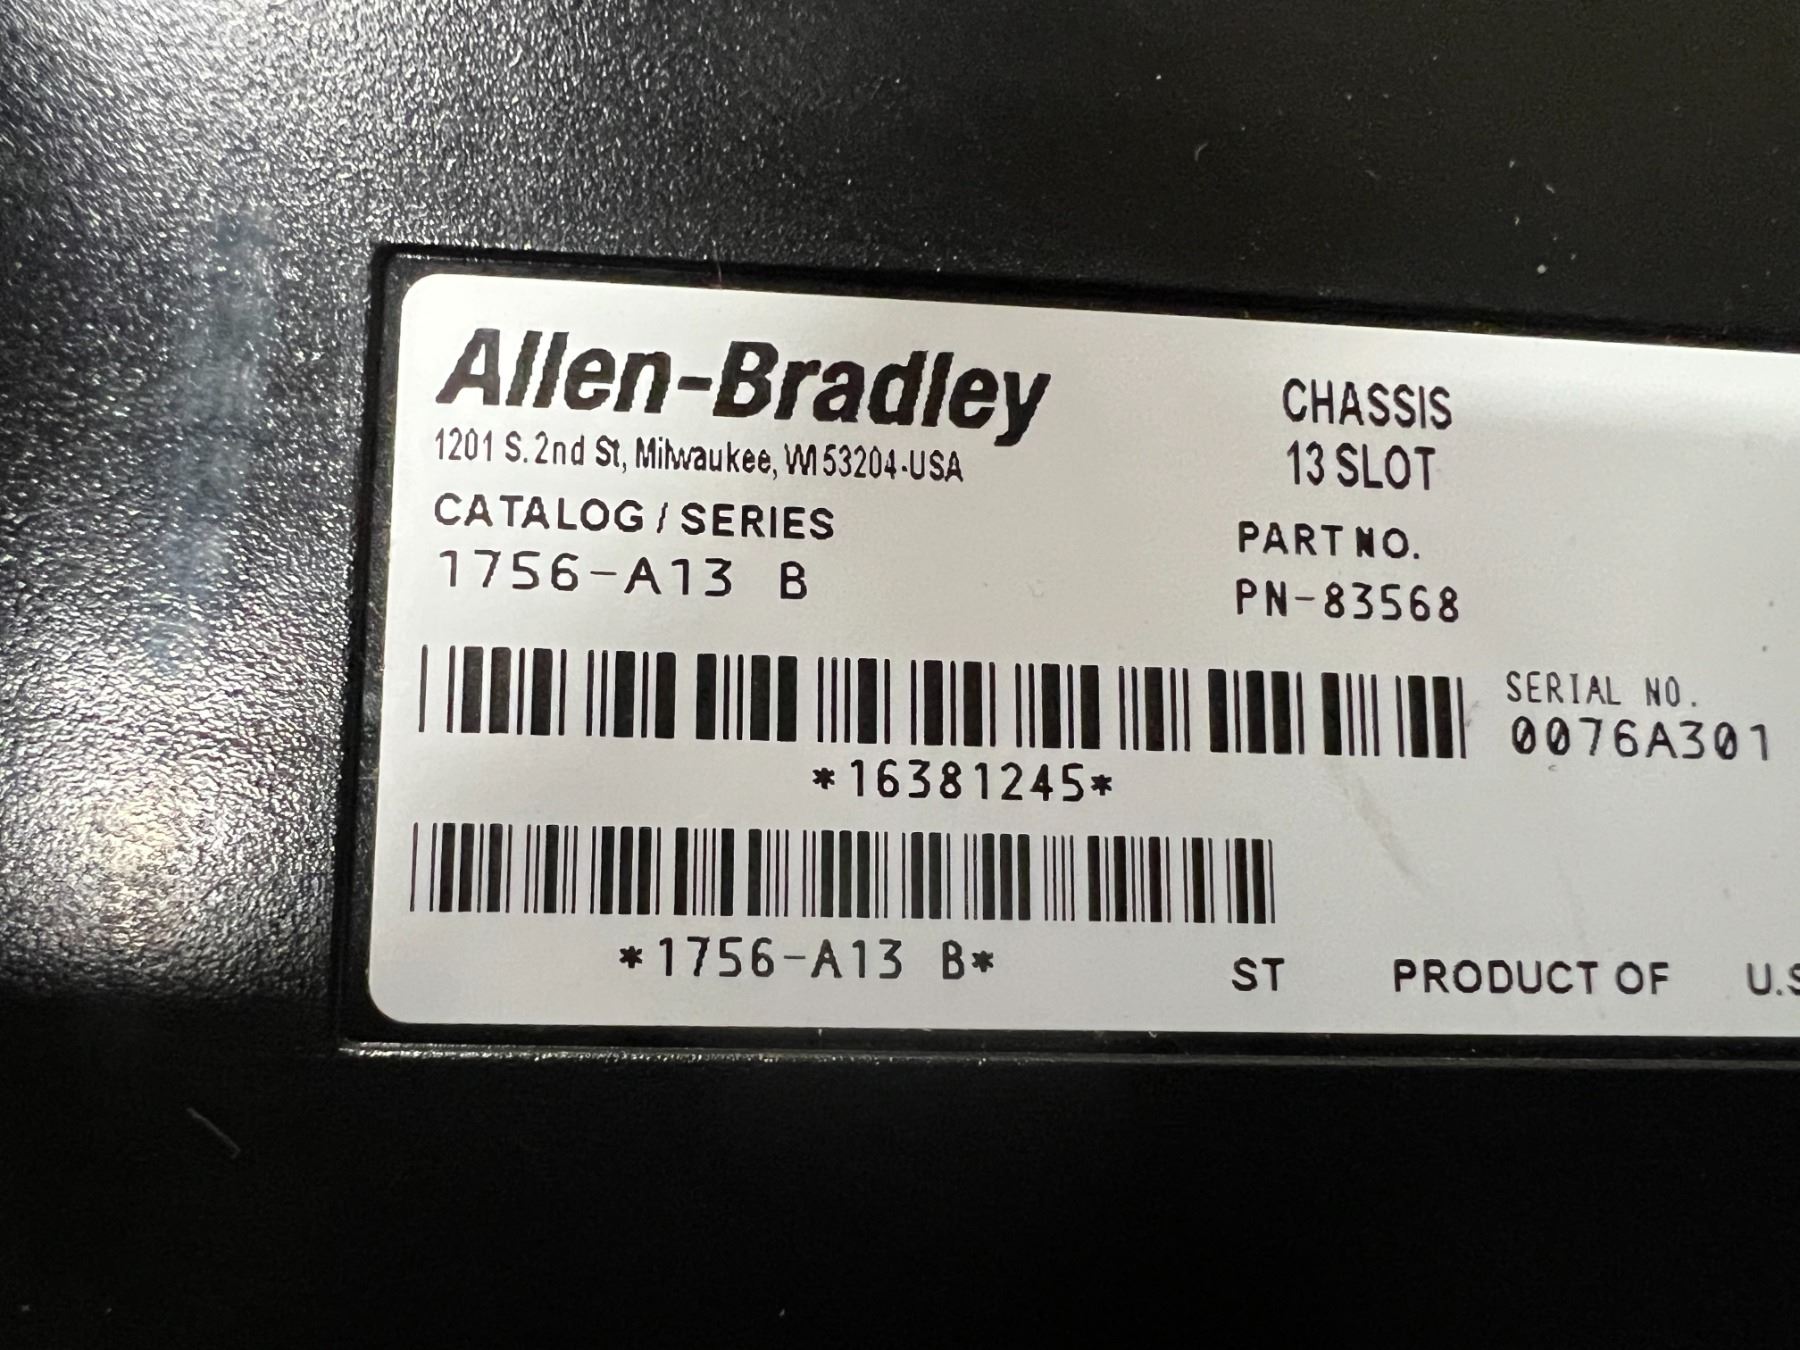 Allen-Bradley
1201 S. 2nd St, Milwaukee, WI 53204-USA
CATALOG / SERIES
1756-A13 B
CHASSIS
13 SLOT
PART NO.
PN-83568
SERIAL NO.
0076A301
*16381245*
*1756-A13 B*
ST PRODUCT OF U.S